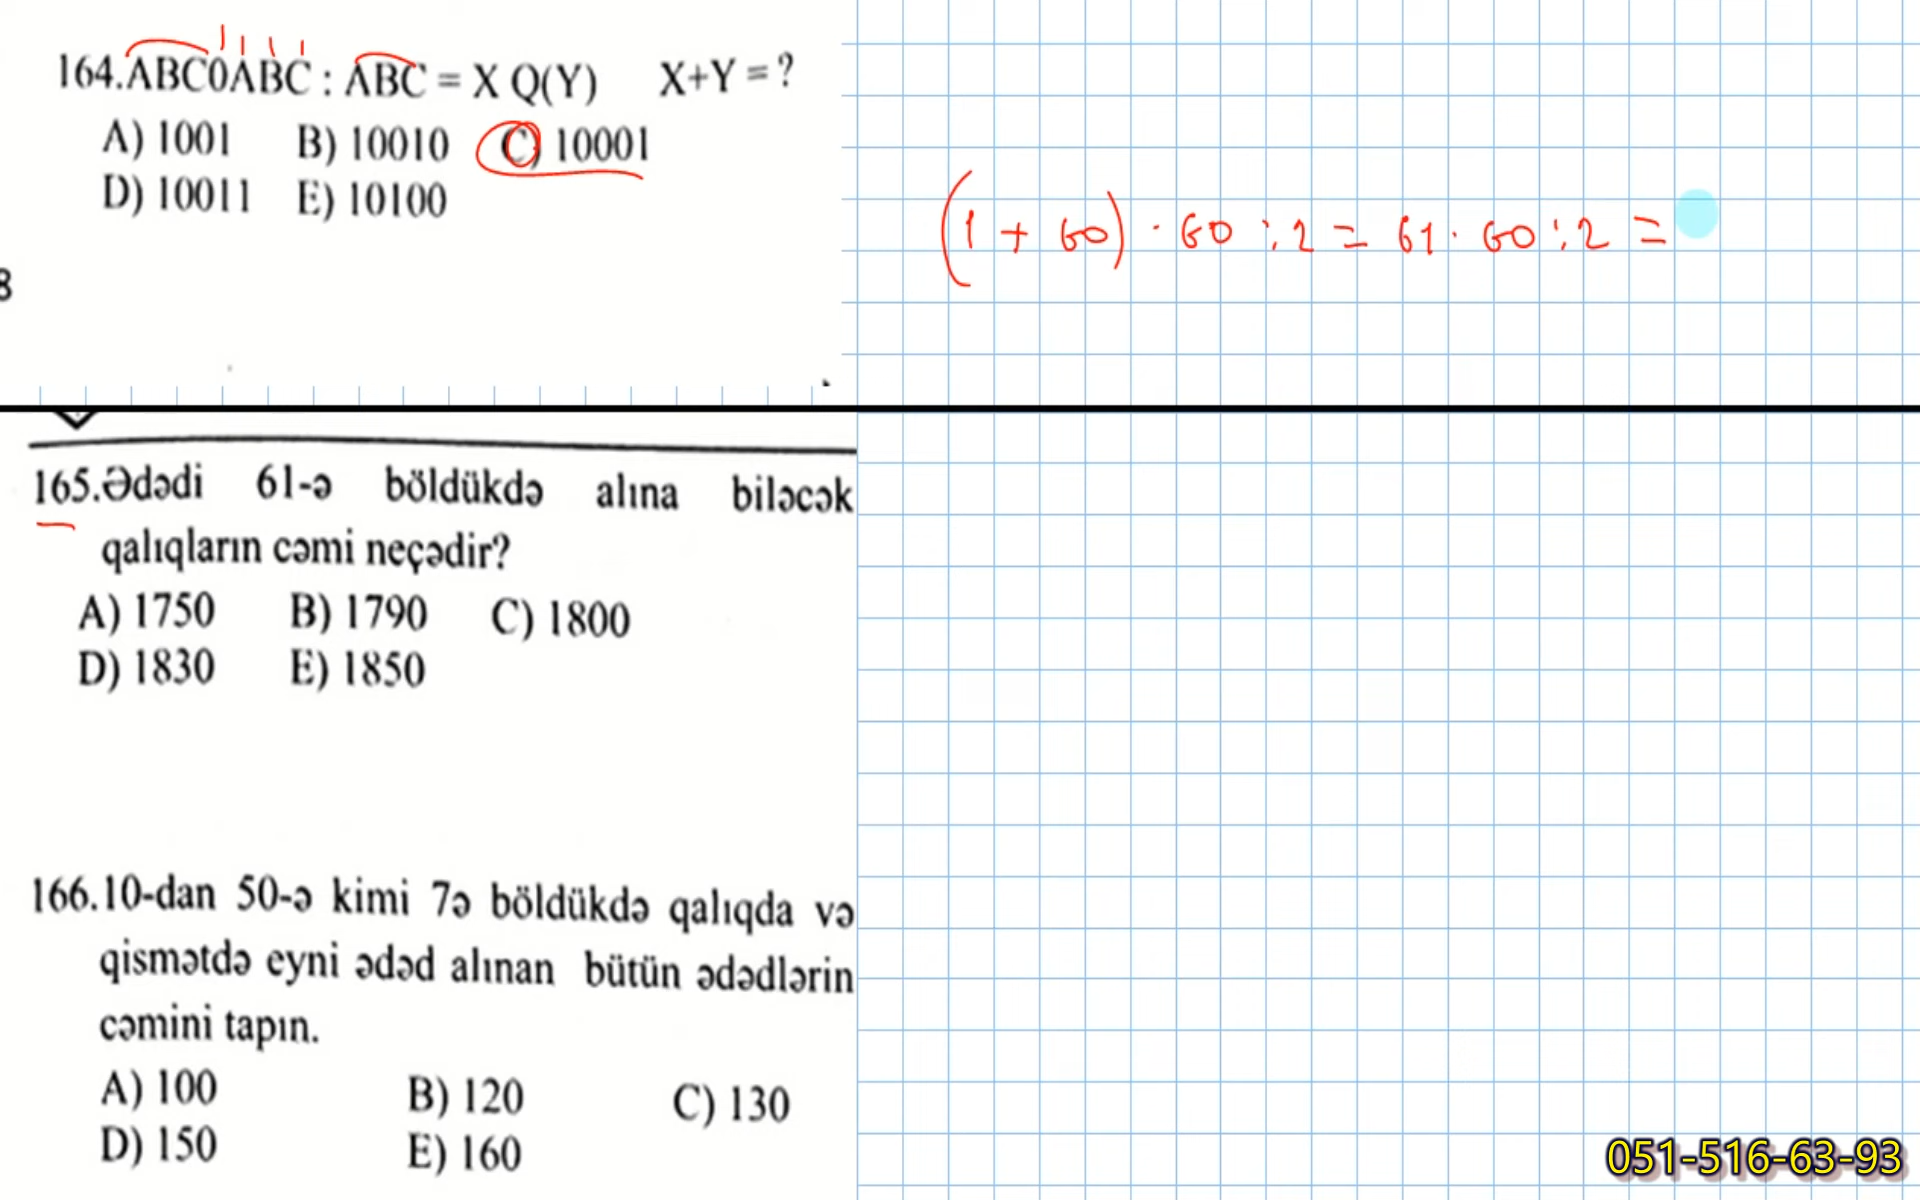 164.ABC0ABC : ABC = X Q(Y) X+Y = ?
A) 1001 B) 10010 C) 10001
D) 10011 E) 10100
(1 + 60) · 60 : 2 = 61 · 60 : 2 =
8
165.Ədədi 61-ə böldükdə alına biləcək
qalıqların cəmi neçədir?
A) 1750 B) 1790 C) 1800
D) 1830 E) 1850
166.10-dan 50-ə kimi 7ə böldükdə qalıqda və
qismətdə eyni ədəd alınan bütün ədədlərin
cəmini tapın.
A) 100 B) 120 C) 130
D) 150 E) 160
051-516-63-93